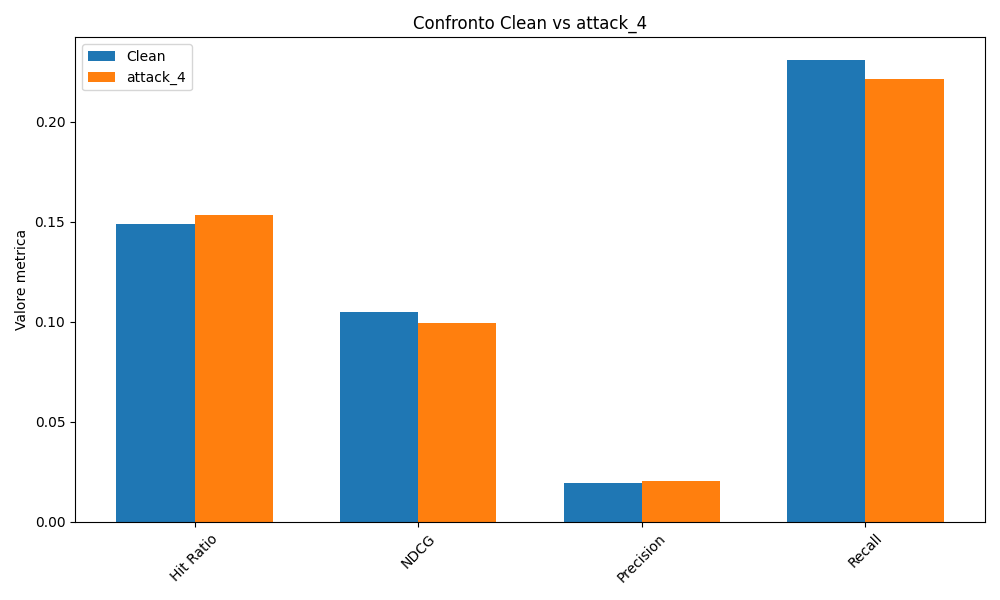 Confronto Clean vs attack_4
Clean
attack_4
Valore metrica
0.20
0.15
0.10
0.05
0.00
Hit Ratio
NDCG
Precision
Recall